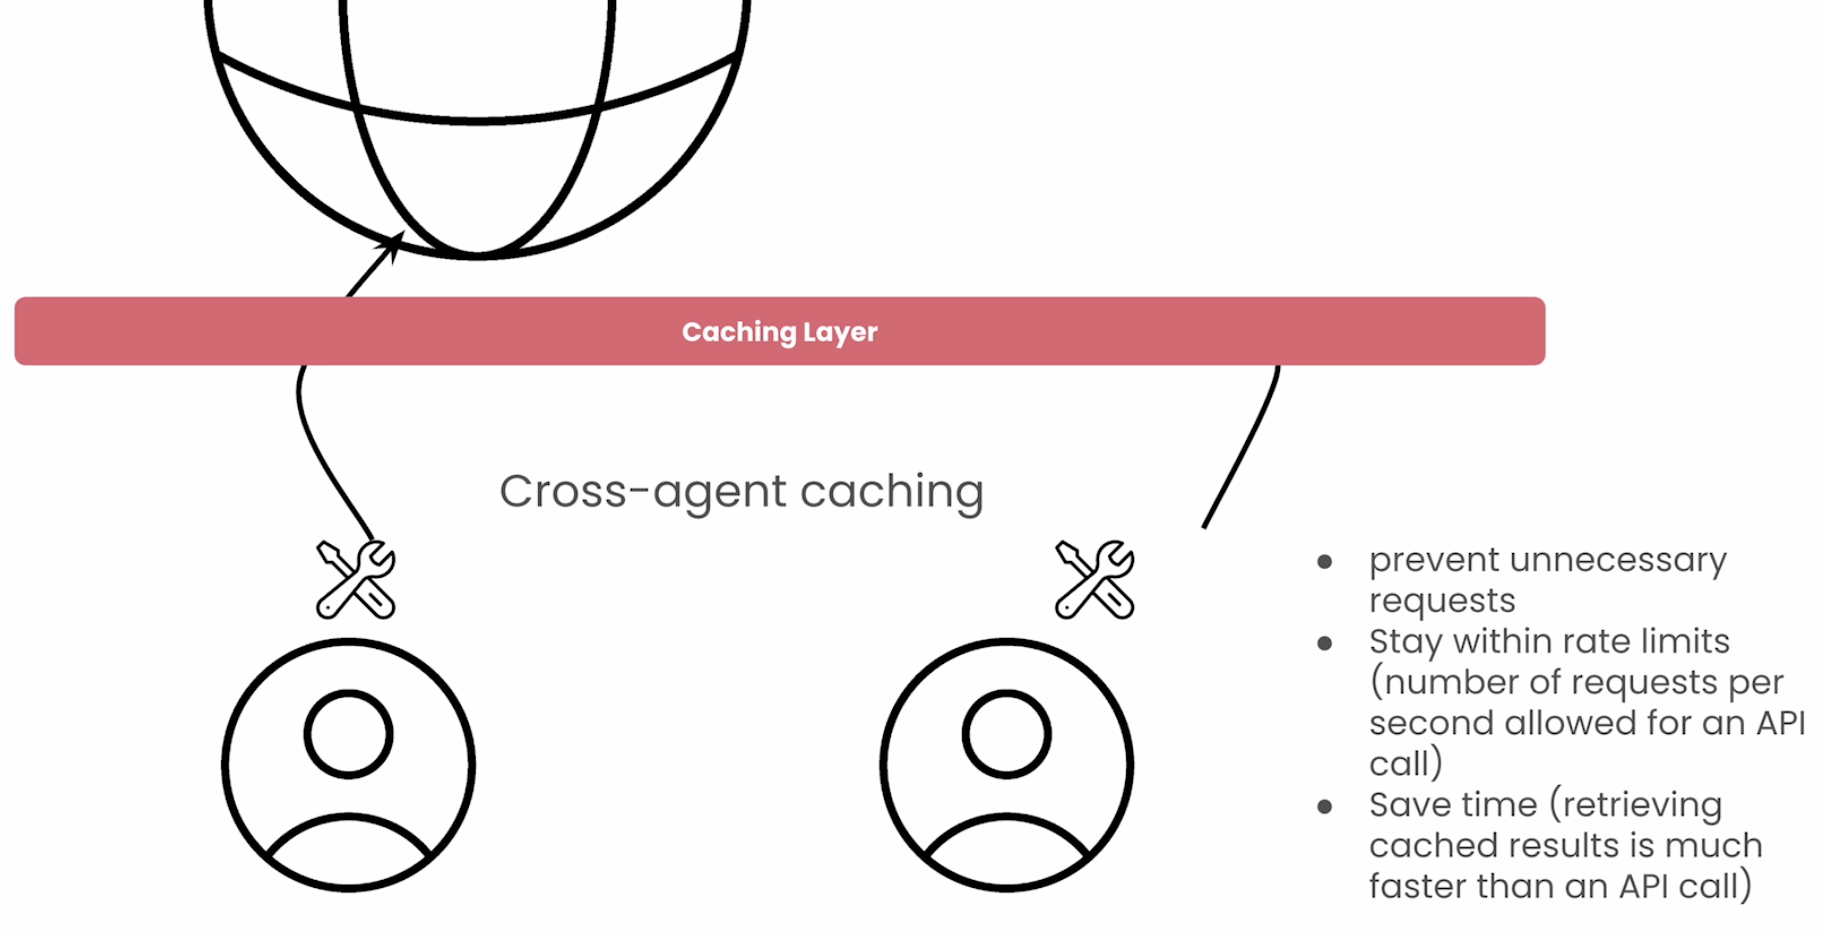 Caching Layer
Cross-agent caching
● prevent unnecessary
requests
● Stay within rate limits
(number of requests per
second allowed for an API
call)
● Save time (retrieving
cached results is much
faster than an API call)